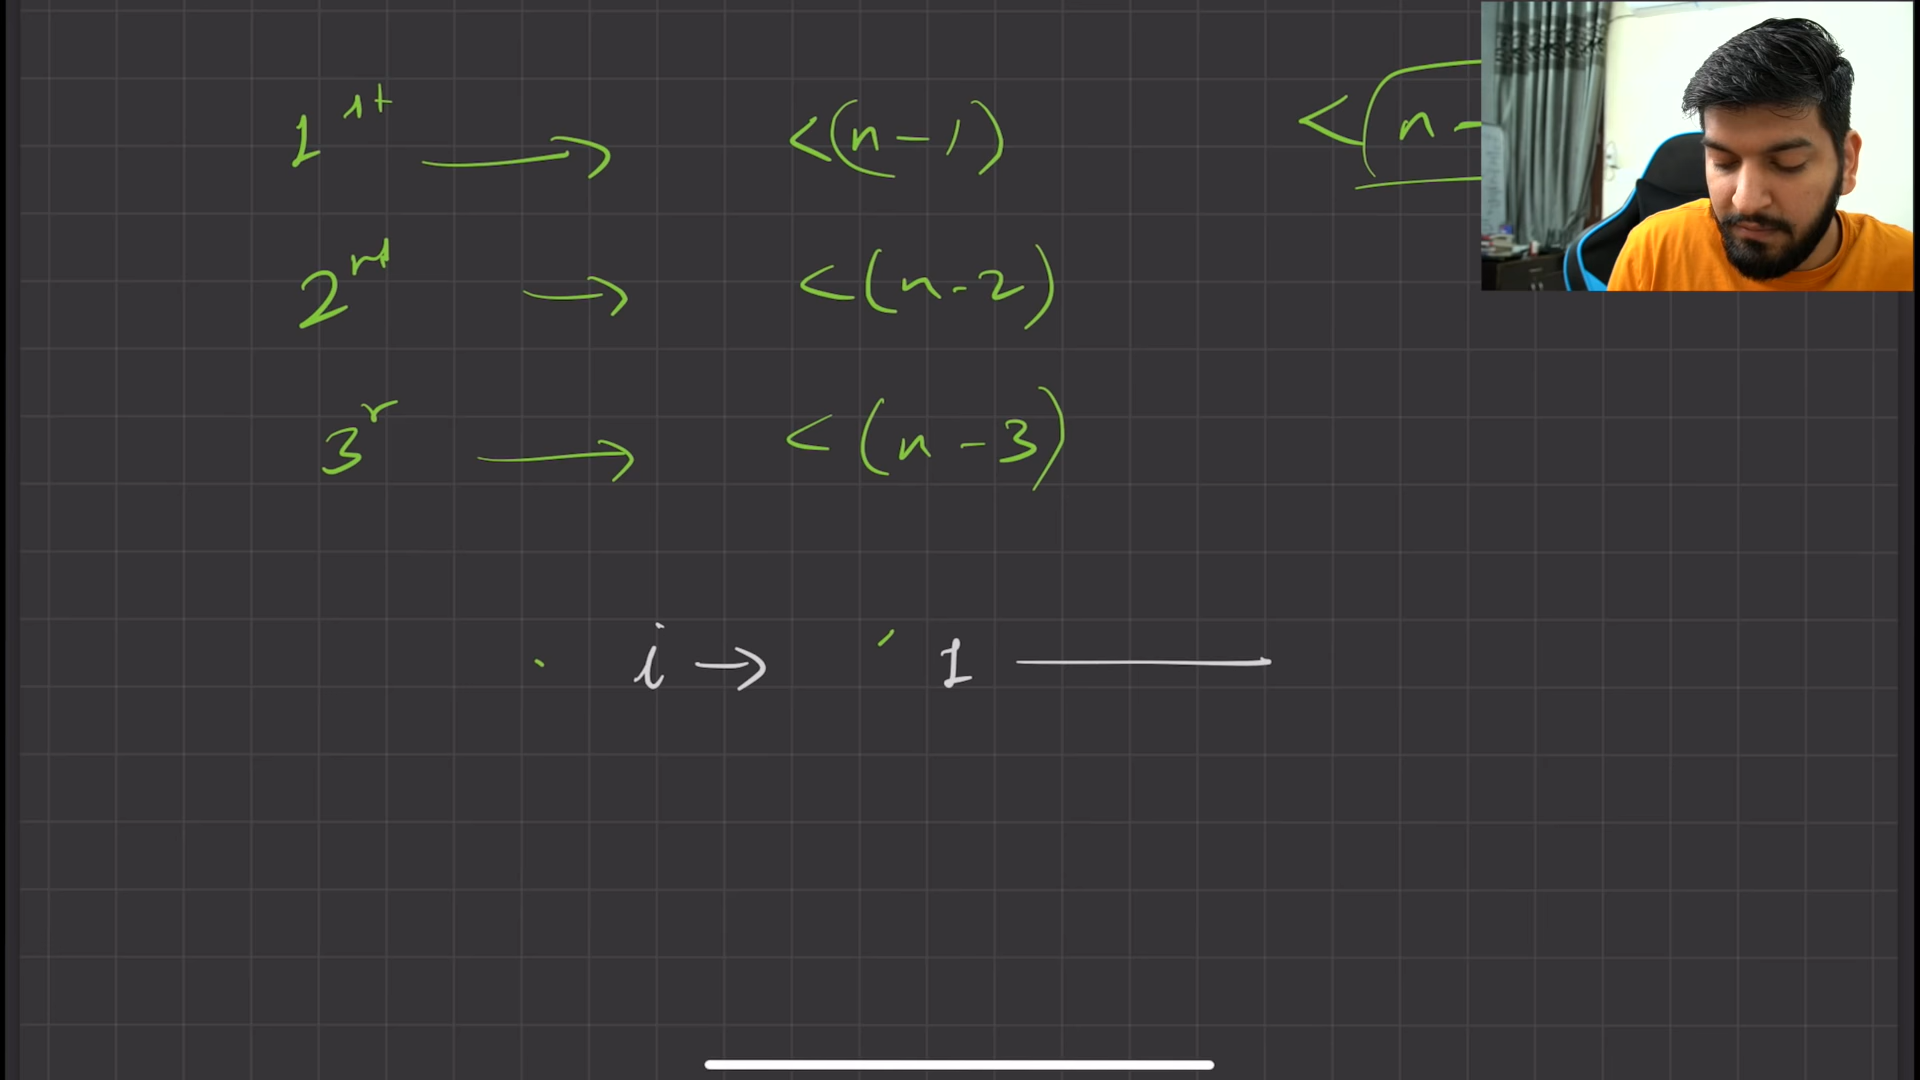 1st → <(n-1) <(n-
2nd → <(n-2)
3r → <(n-3)
i → 1